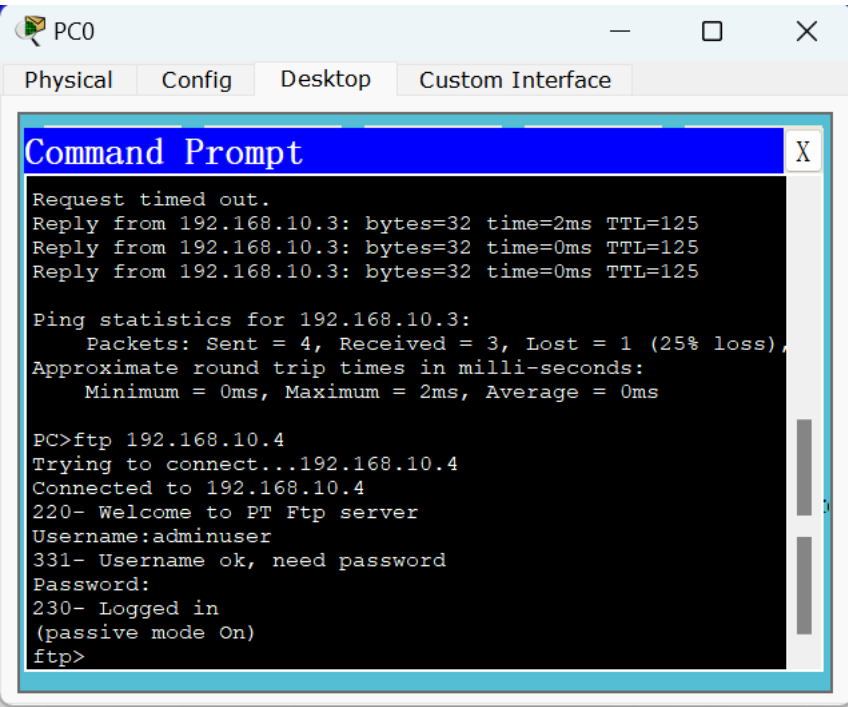 PC0
Physical Config Desktop Custom Interface
Command Prompt X
Request timed out.
Reply from 192.168.10.3: bytes=32 time=2ms TTL=125
Reply from 192.168.10.3: bytes=32 time=0ms TTL=125
Reply from 192.168.10.3: bytes=32 time=0ms TTL=125
Ping statistics for 192.168.10.3:
Packets: Sent = 4, Received = 3, Lost = 1 (25% loss),
Approximate round trip times in milli-seconds:
Minimum = 0ms, Maximum = 2ms, Average = 0ms
PC>ftp 192.168.10.4
Trying to connect...192.168.10.4
Connected to 192.168.10.4
220- Welcome to PT Ftp server
Username:adminuser
331- Username ok, need password
Password:
230- Logged in
(passive mode On)
ftp>